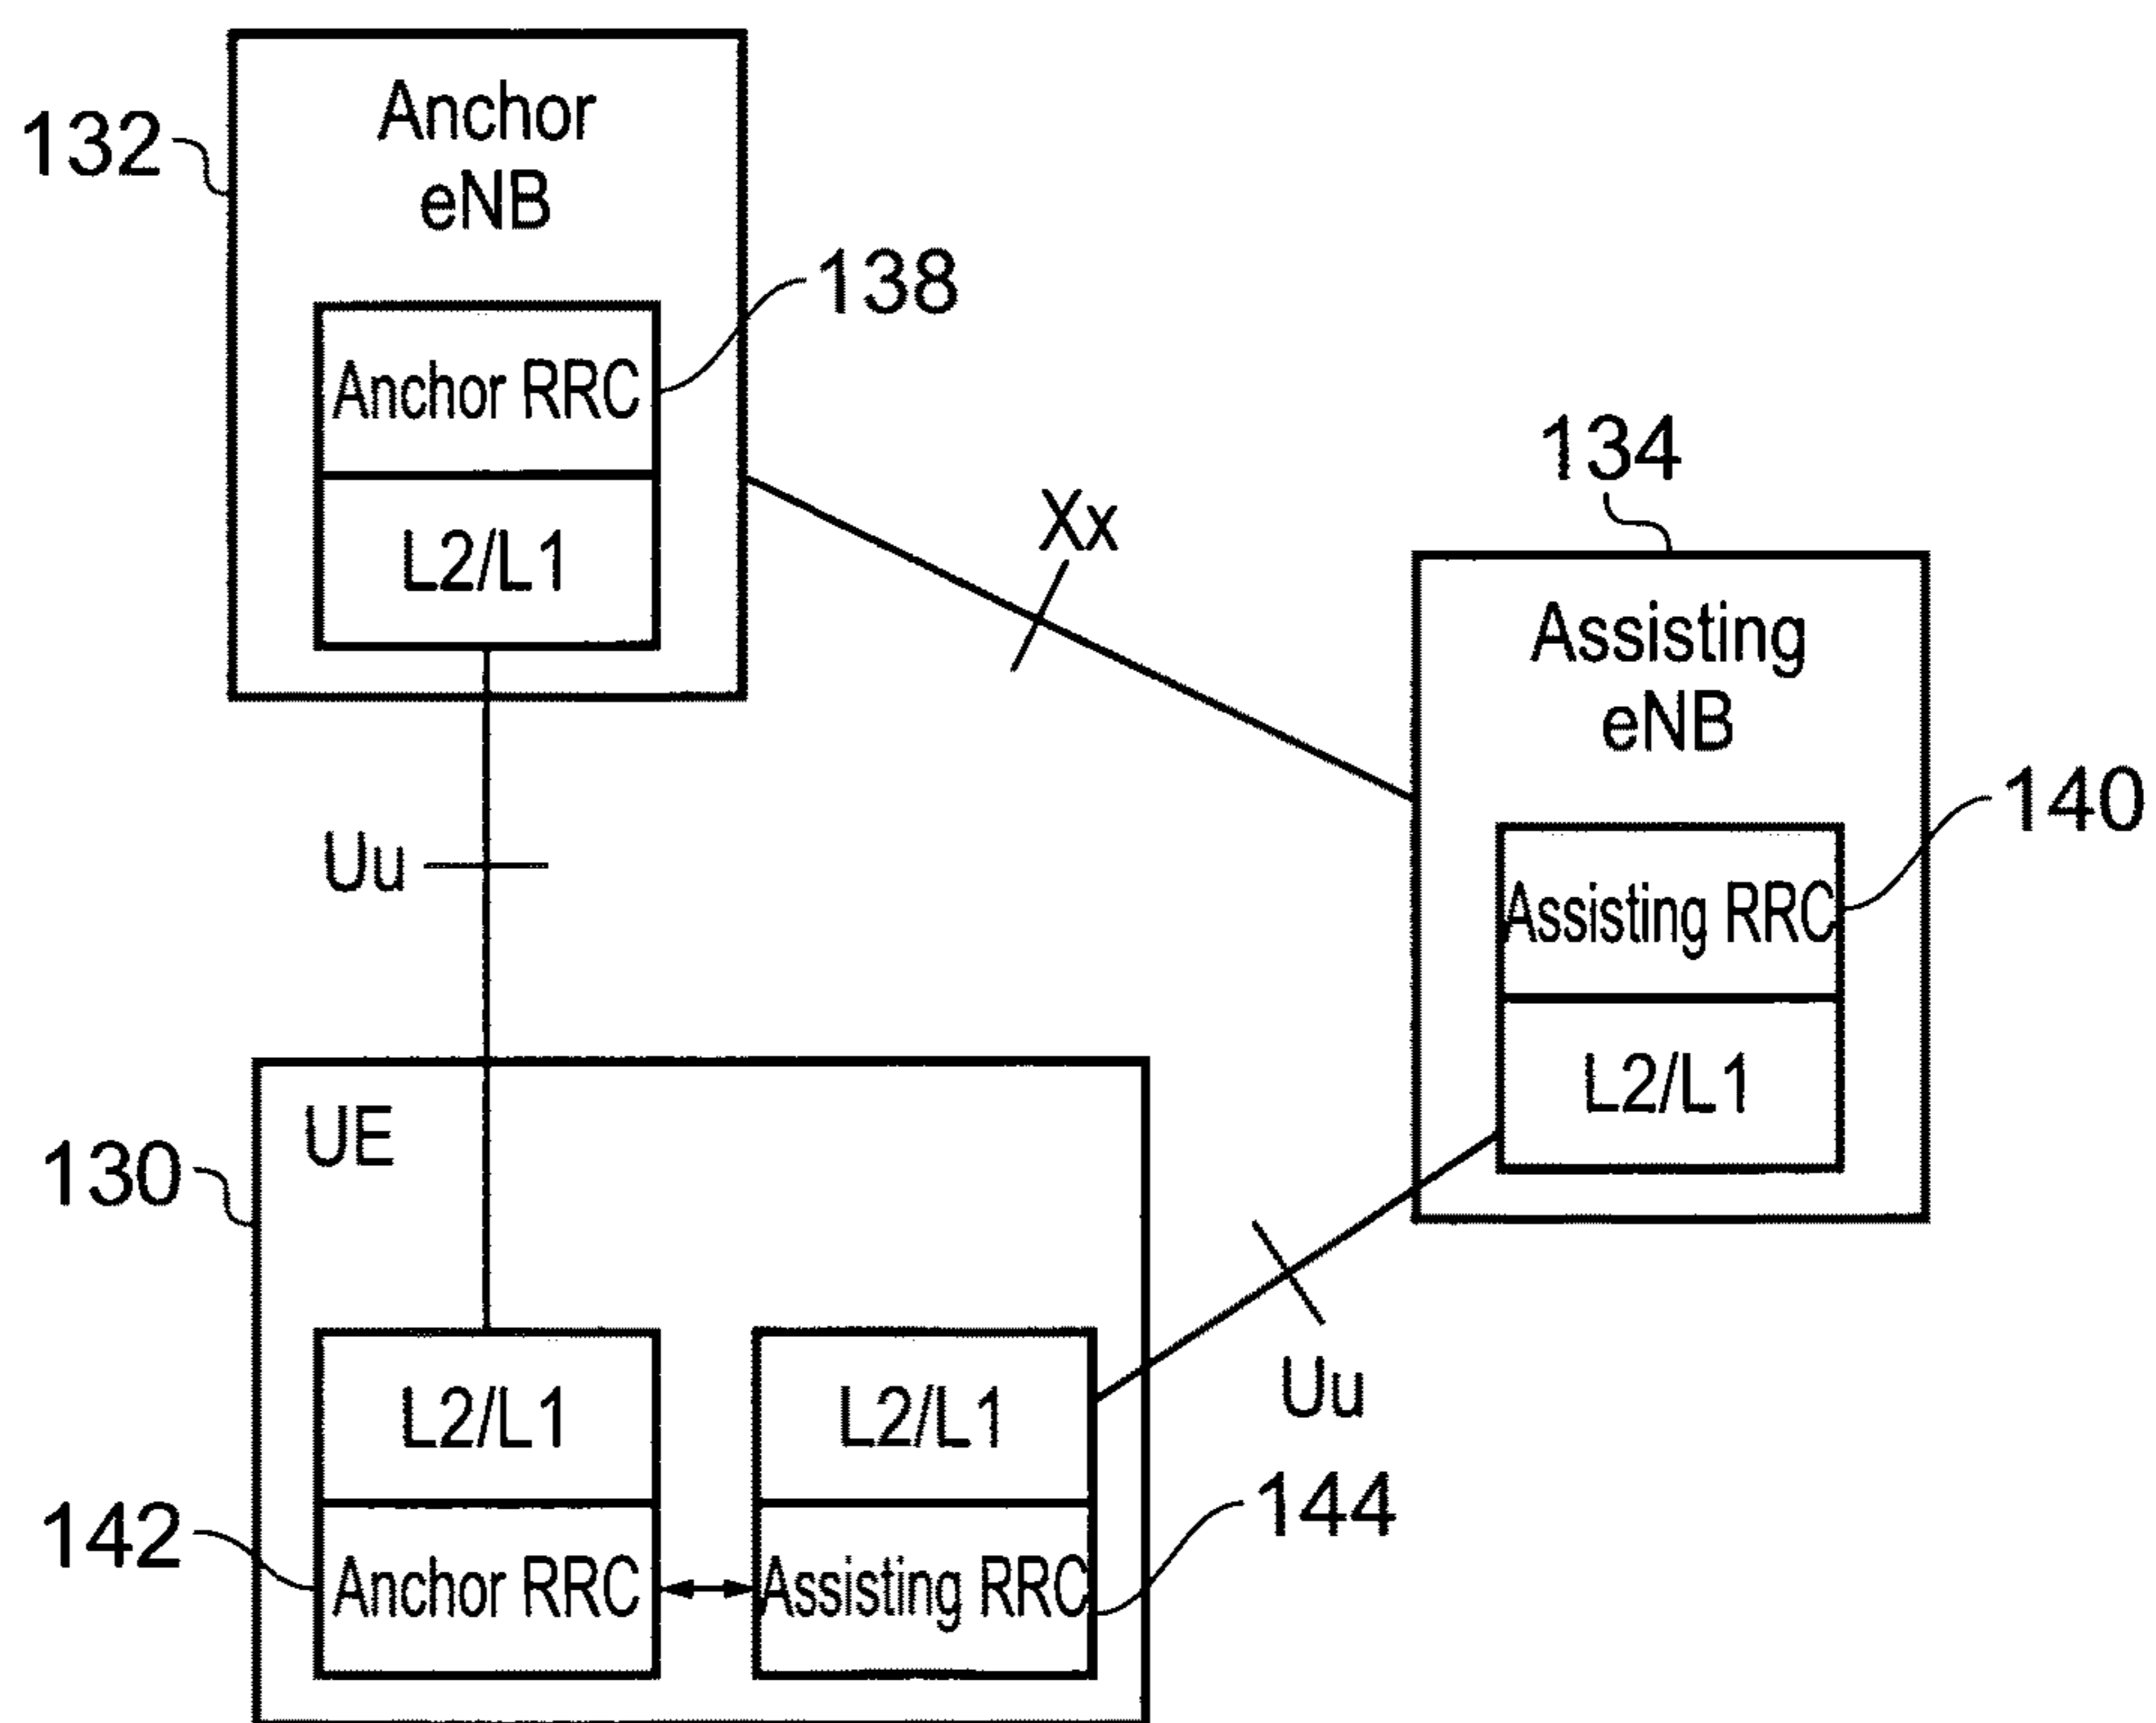 132
Anchor
eNB
138
Anchor RRC
L2/L1
Xx
134
Assisting
eNB
140
Assisting RRC
L2/L1
Uu
130
UE
Uu
L2/L1
L2/L1
142
144
Anchor RRC
Assisting RRC